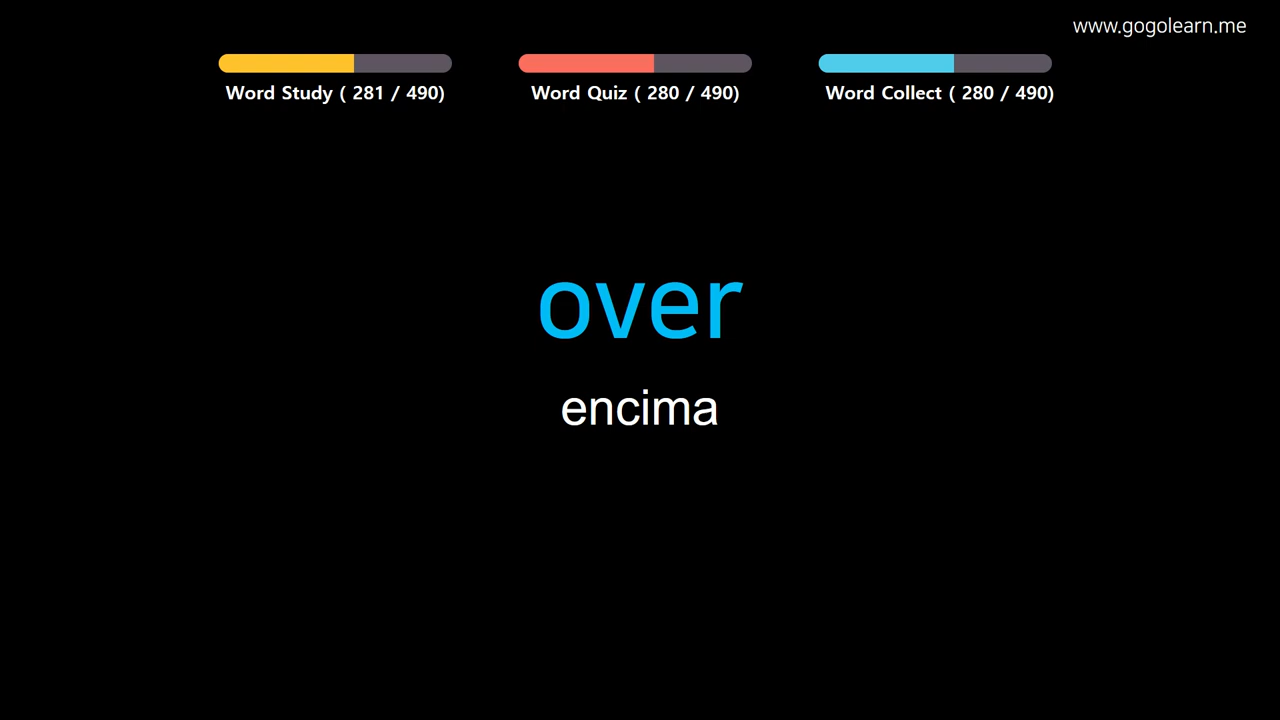 www.gogolearn.me
Word Study ( 281 / 490)
Word Quiz ( 280 / 490)
Word Collect ( 280 / 490)
over
encima